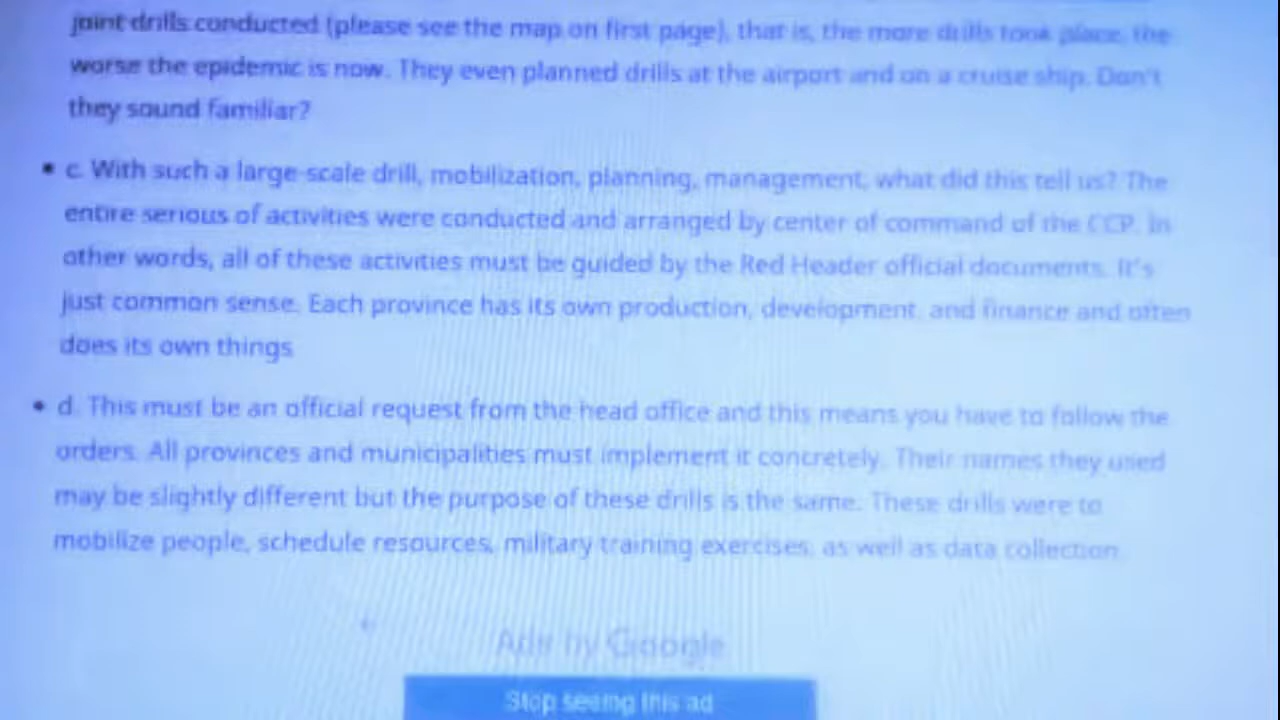 joint drills conducted (please see the map on first page), that is, the more drills took place, the
worse the epidemic is now. They even planned drills at the airport and on a cruise ship. Don't
they sound familiar?
• c. With such a large-scale drill, mobilization, planning, management, what did this tell us? The
entire serious of activities were conducted and arranged by center of command of the CCP. In
other words, all of these activities must be guided by the Red Header official documents. It's
just common sense. Each province has its own production, development, and finance and often
does its own things
• d. This must be an official request from the head office and this means you have to follow the
orders. All provinces and municipalities must implement it concretely. Their names they used
may be slightly different but the purpose of these drills is the same. These drills were to
mobilize people, schedule resources, military training exercises, as well as data collection.
Ads by Google
Stop seeing this ad